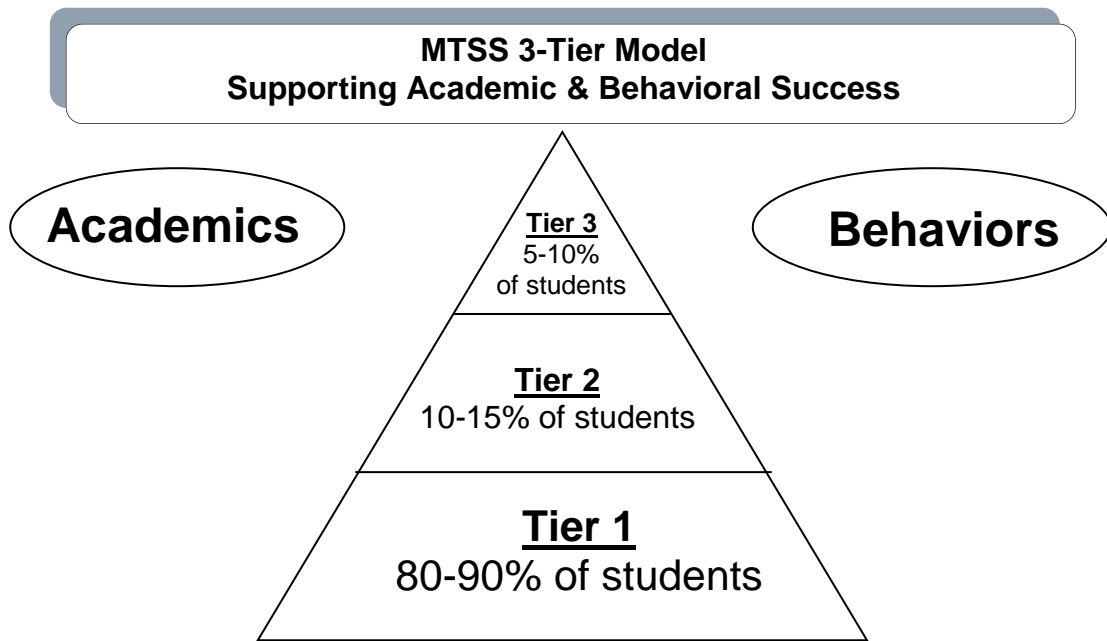 MTSS 3-Tier Model
Supporting Academic & Behavioral Success
Academics
Behaviors
Tier 3
5-10%
of students
Tier 2
10-15% of students
Tier 1
80-90% of students